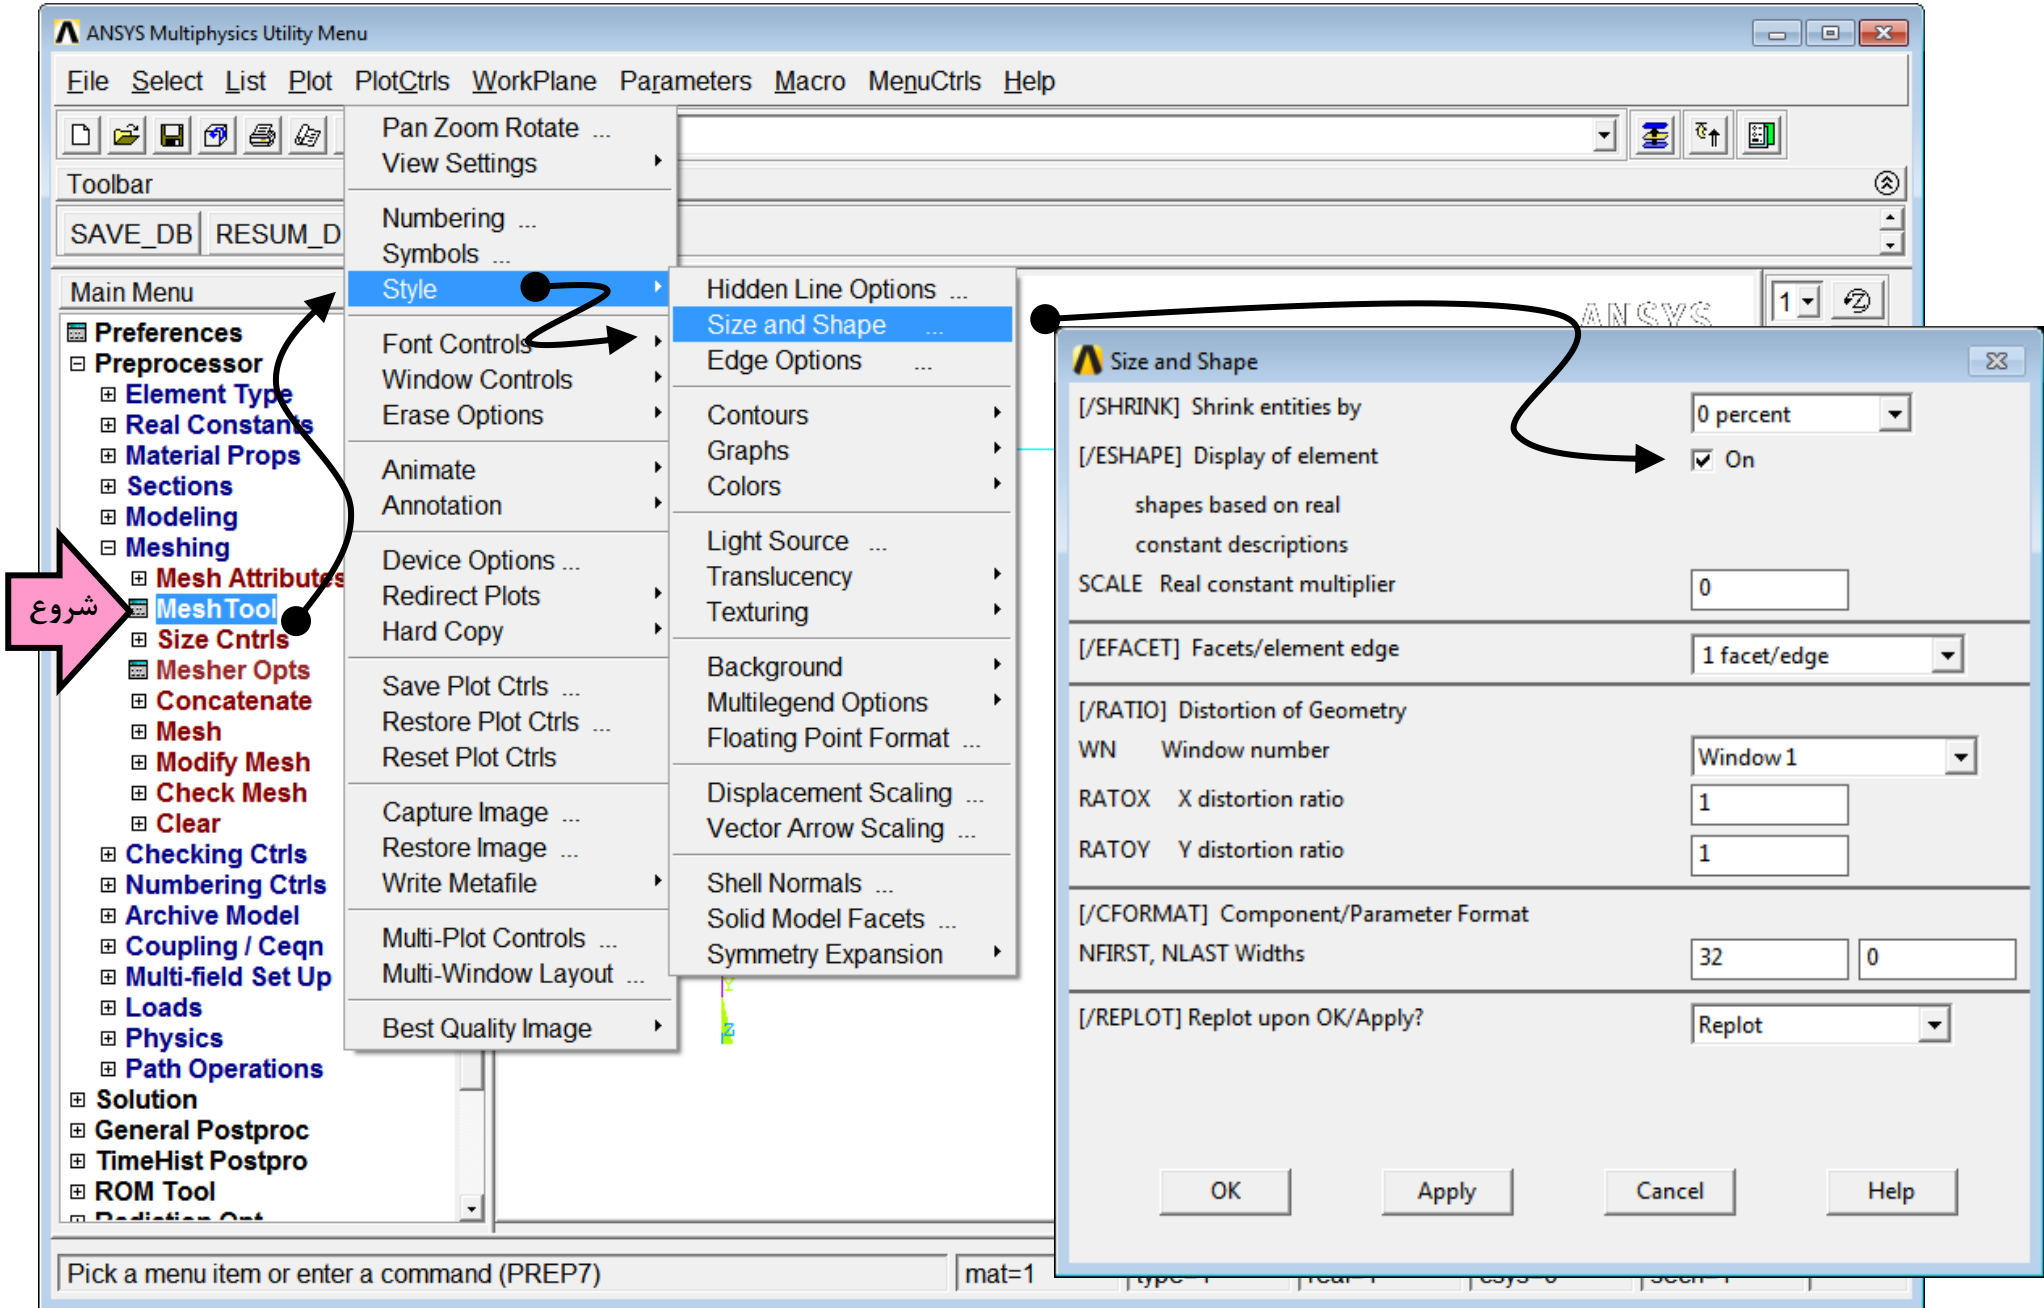 ANSYS Multiphysics Utility Menu
File Select List Plot PlotCtrls WorkPlane Parameters Macro MenuCtrls Help
Toolbar
SAVE_DB RESUM_D
Main Menu
Preferences
Preprocessor
Element Type
Real Constants
Material Props
Sections
Modeling
Meshing
Mesh Attributes
شروع
MeshTool
Size Cntrls
Mesher Opts
Concatenate
Mesh
Modify Mesh
Check Mesh
Clear
Checking Ctrls
Numbering Ctrls
Archive Model
Coupling / Ceqn
Multi-field Set Up
Loads
Physics
Path Operations
Solution
General Postproc
TimeHist Postpro
ROM Tool
Pan Zoom Rotate ...
View Settings
Numbering ...
Symbols ...
Style
Font Controls
Window Controls
Erase Options
Animate
Annotation
Device Options ...
Redirect Plots
Hard Copy
Save Plot Ctrls ...
Restore Plot Ctrls ...
Reset Plot Ctrls
Capture Image ...
Restore Image ...
Write Metafile
Multi-Plot Controls ...
Multi-Window Layout ...
Best Quality Image
Hidden Line Options ...
Size and Shape ...
Edge Options ...
Contours
Graphs
Colors
Light Source ...
Translucency
Texturing
Background
Multilegend Options
Floating Point Format ...
Displacement Scaling ...
Vector Arrow Scaling ...
Shell Normals ...
Solid Model Facets ...
Symmetry Expansion
Y
Z
ANSYS
1
Size and Shape
[/SHRINK] Shrink entities by 0 percent
[/ESHAPE] Display of element On
shapes based on real
constant descriptions
SCALE Real constant multiplier 0
[/EFACET] Facets/element edge 1 facet/edge
[/RATIO] Distortion of Geometry
WN Window number Window 1
RATOX X distortion ratio 1
RATOY Y distortion ratio 1
[/CFORMAT] Component/Parameter Format
NFIRST, NLAST Widths 32 0
[/REPLOT] Replot upon OK/Apply? Replot
OK Apply Cancel Help
Pick a menu item or enter a command (PREP7) mat=1